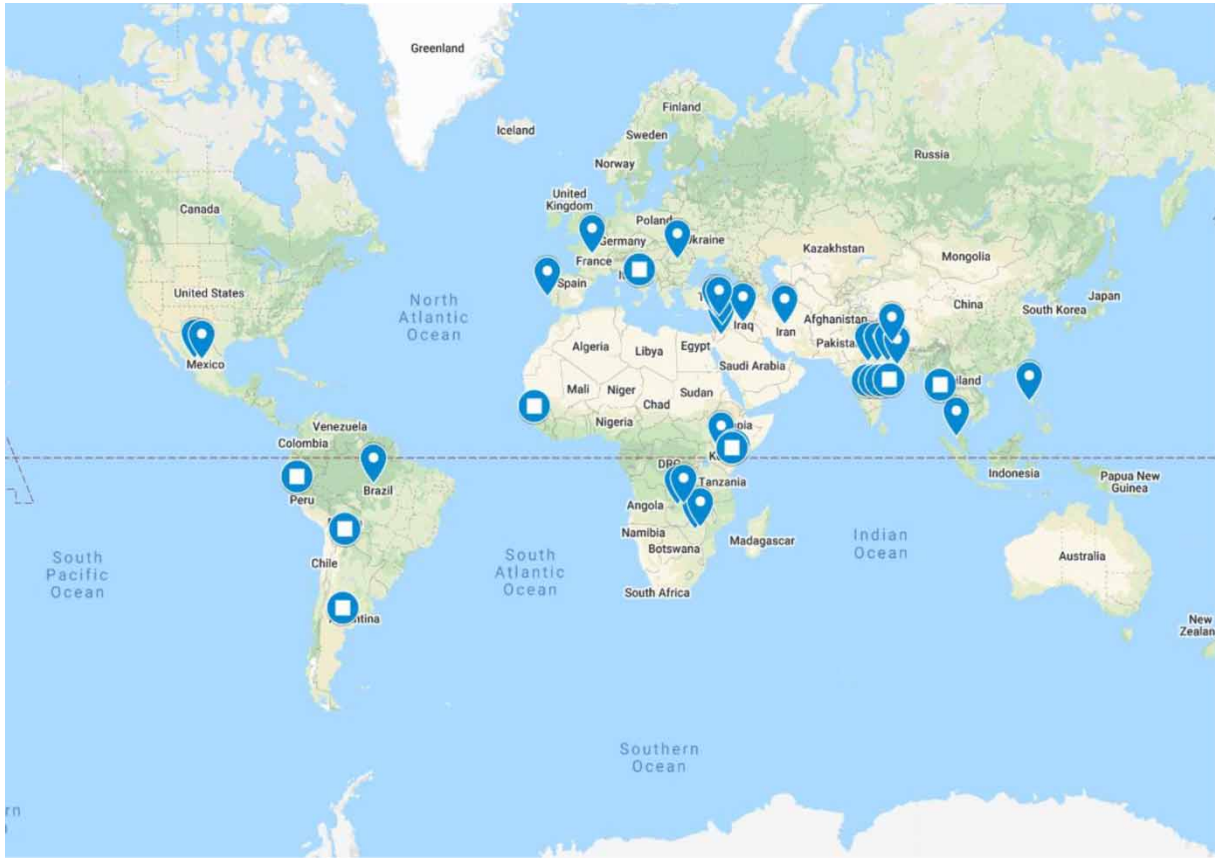 Greenland
Iceland
Finland
Sweden
Norway
Russia
Canada
United
Kingdom
Poland
Germany
Ukraine
Kazakhstan
Mongolia
France
Spain
United States
North
Atlantic
Ocean
China
Japan
South Korea
Iraq
Iran
Afghanistan
Pakista
Algeria
Libya
Egypt
Saudi Arabia
Mexico
Mali
Niger
Sudan
Chad
Nigeria
iland
Venezuela
Colombia
DRC
Indonesia
Papua New
Guinea
Peru
Brazil
Tanzania
Angola
Namibia
Botswana
Madagascar
Indian
Ocean
Australia
South
Pacific
Ocean
Chile
South
Atlantic
Ocean
South Africa
New
Zealan
Southern
Ocean